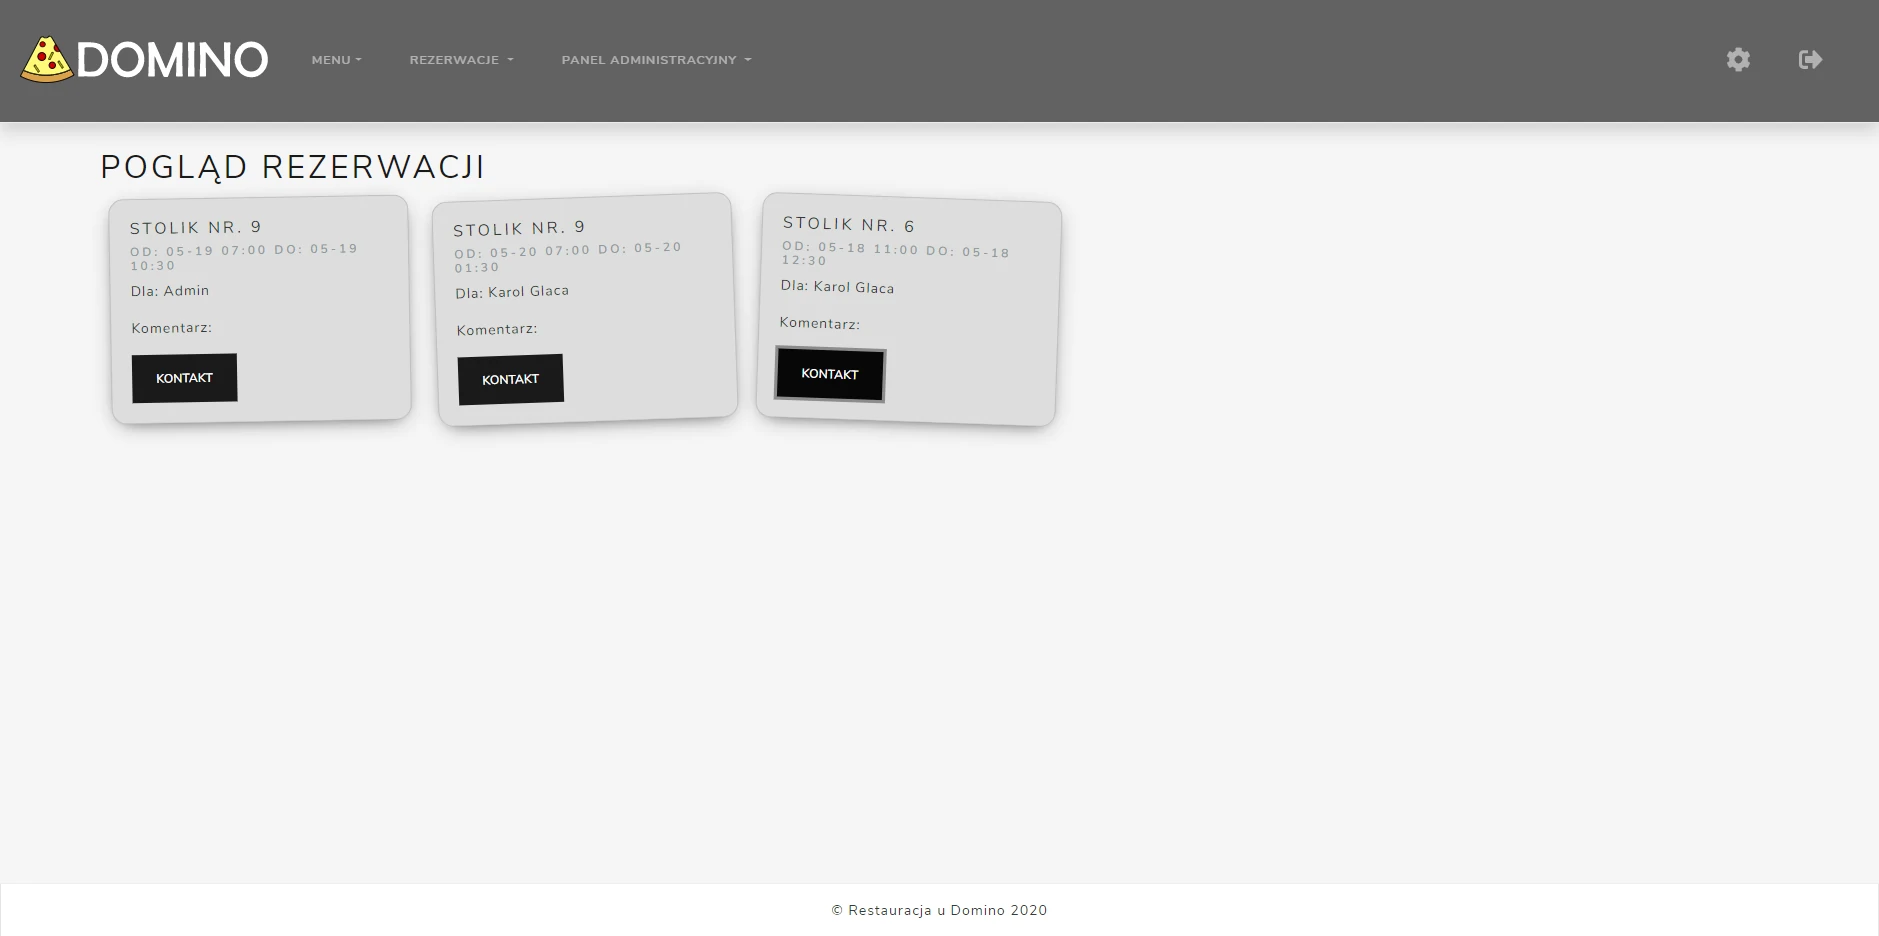 DOMINO
MENU
REZERWACJE
PANEL ADMINISTRACYJNY
POGLĄD REZERWACJI
STOLIK NR. 9
OD: 05-19 07:00 DO: 05-19
10:30
Dla: Admin
Komentarz:
KONTAKT
STOLIK NR. 9
OD: 05-20 07:00 DO: 05-20
01:30
Dla: Karol Glaca
Komentarz:
KONTAKT
STOLIK NR. 6
OD: 05-18 11:00 DO: 05-18
12:30
Dla: Karol Glaca
Komentarz:
KONTAKT
© Restauracja u Domino 2020